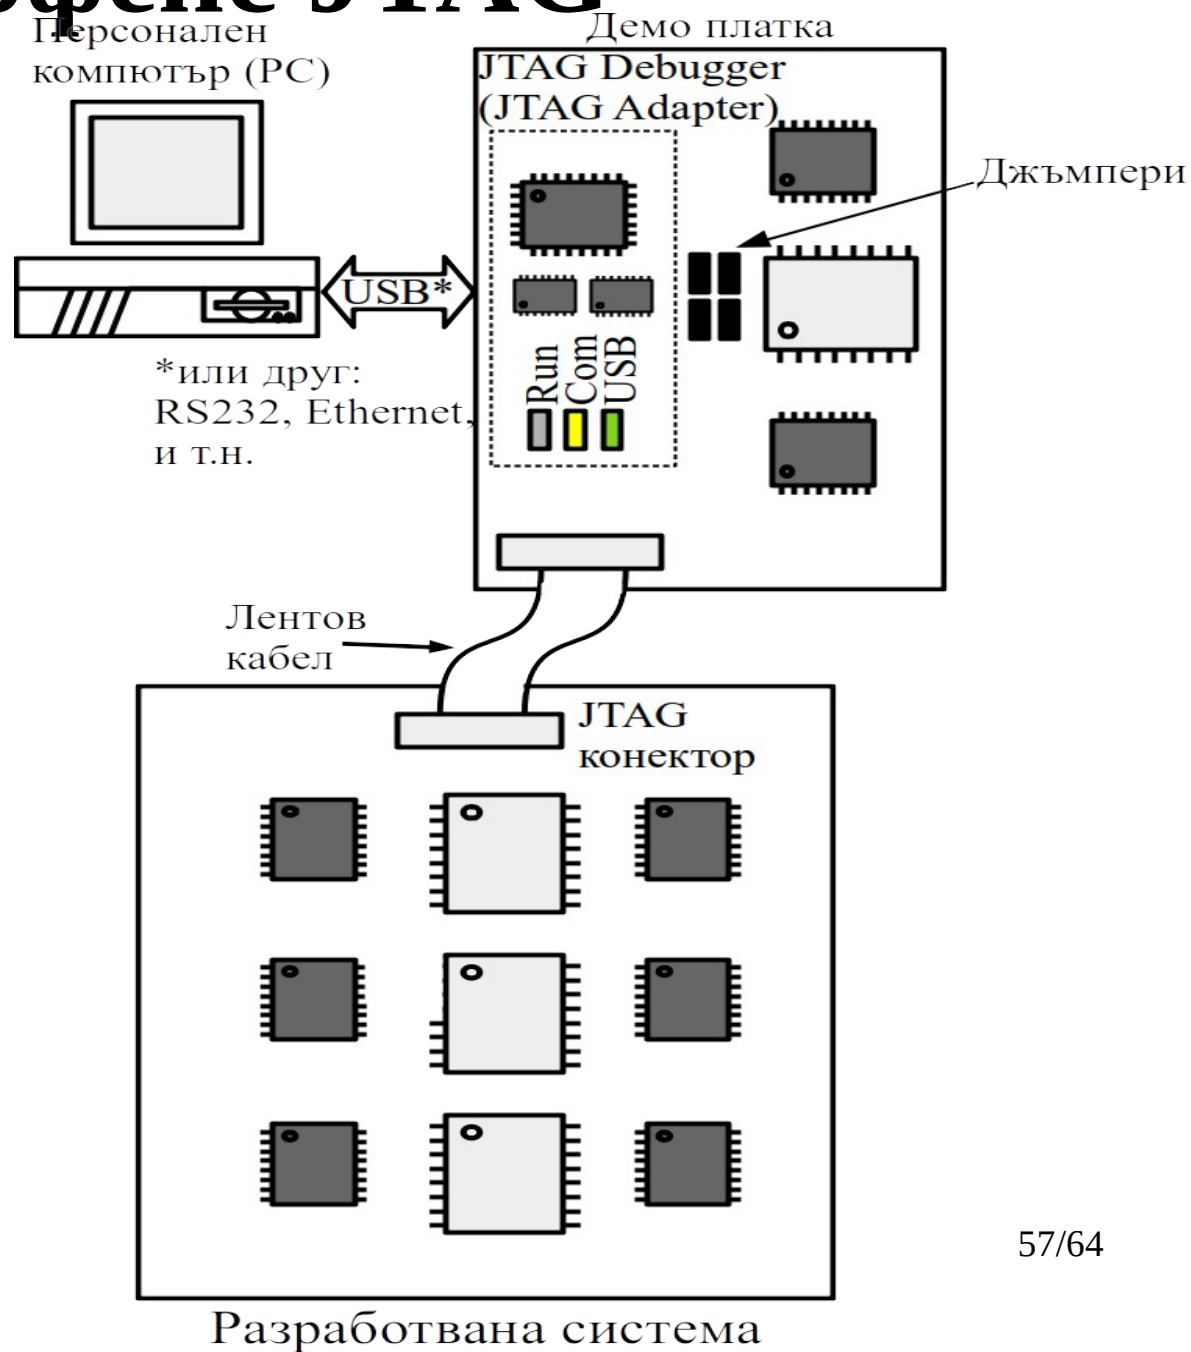 JTAG
Персонален
компютър (PC)
Демо платка
JTAG Debugger
(JTAG Adapter)
Джъмпери
USB*
*или друг:
RS232, Ethernet,
и т.н.
Run
Com
USB
Лентов
кабел
JTAG
конектор
57/64
Разработвана система